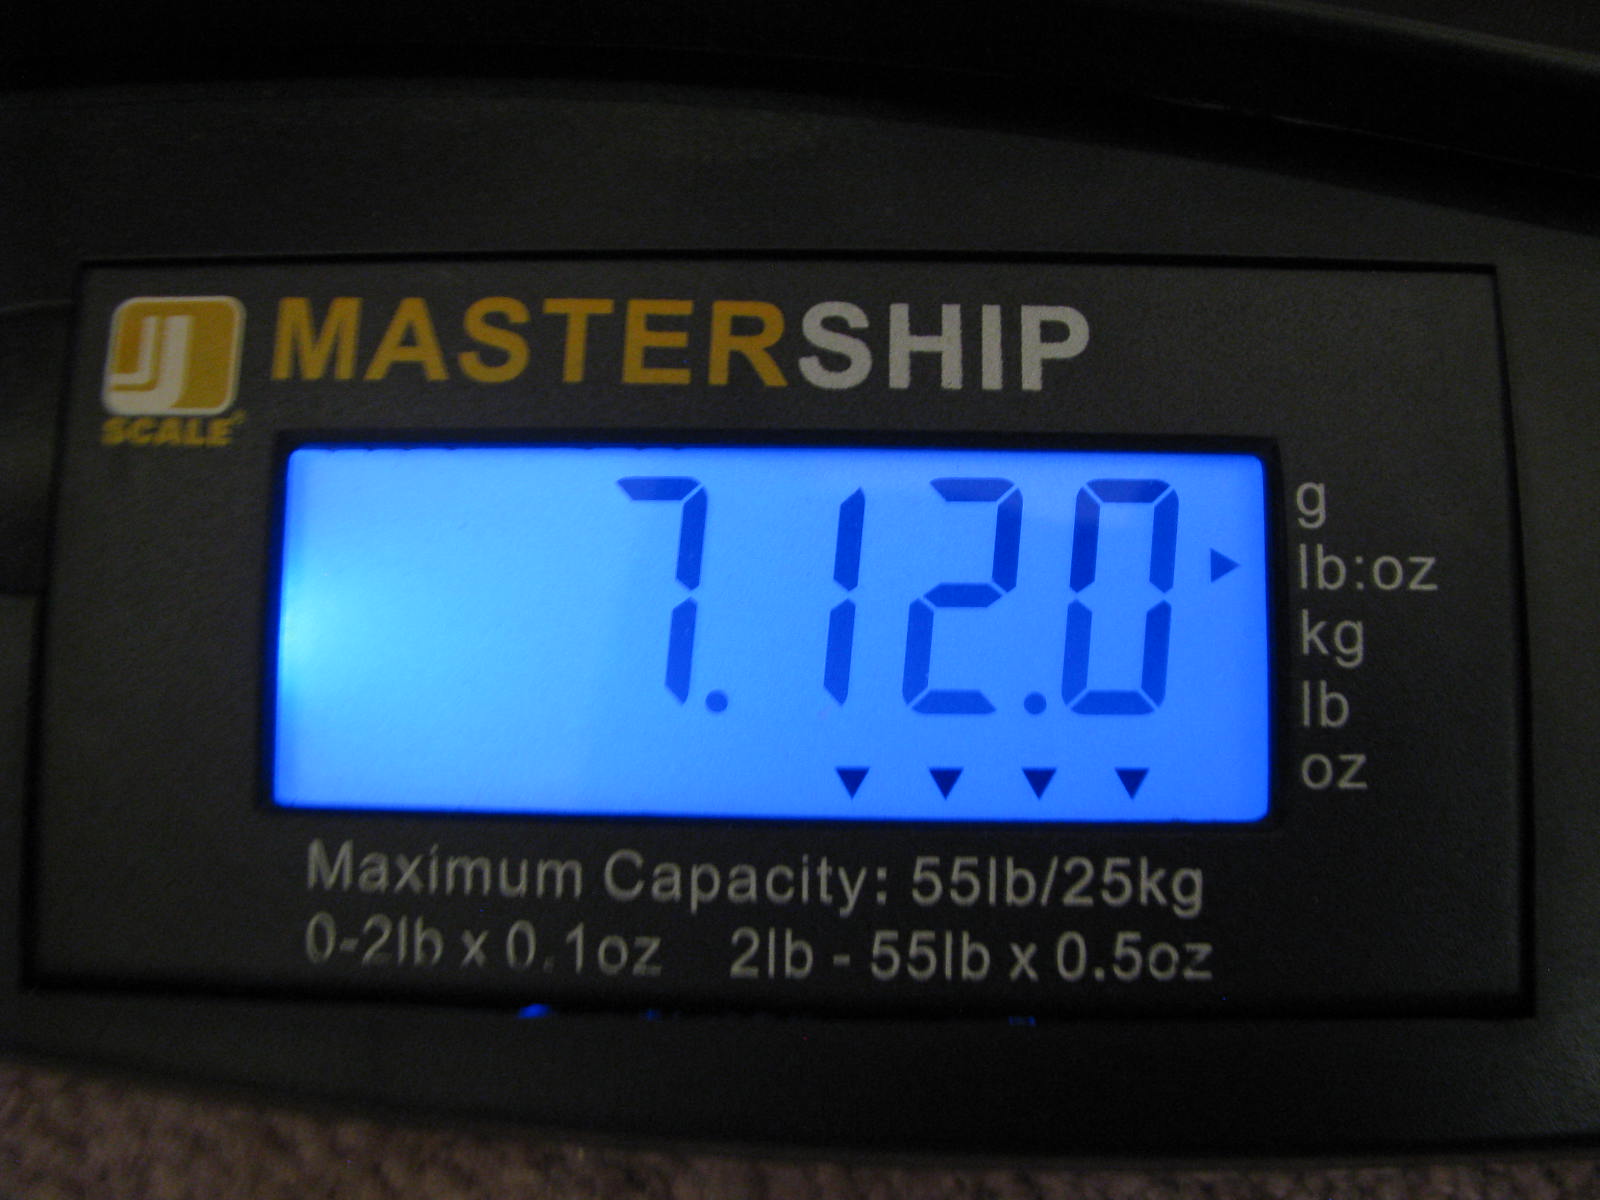 MASTERSHIP
JJ
SCALE®
7.12.0
g
lb:oz
kg
lb
oz
Maximum Capacity: 55lb/25kg
0-2lb x 0.1oz 2lb - 55lb x 0.5oz